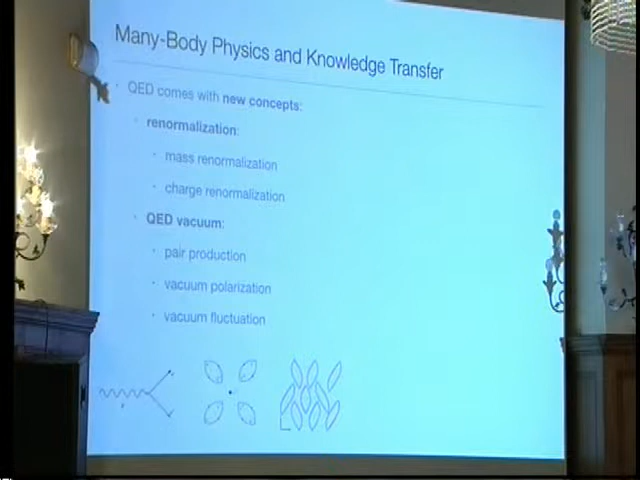 Many-Body Physics and Knowledge Transfer
QED comes with new concepts:
renormalization:
mass renormalization
charge renormalization
QED vacuum:
pair production
vacuum polarization
vacuum fluctuation